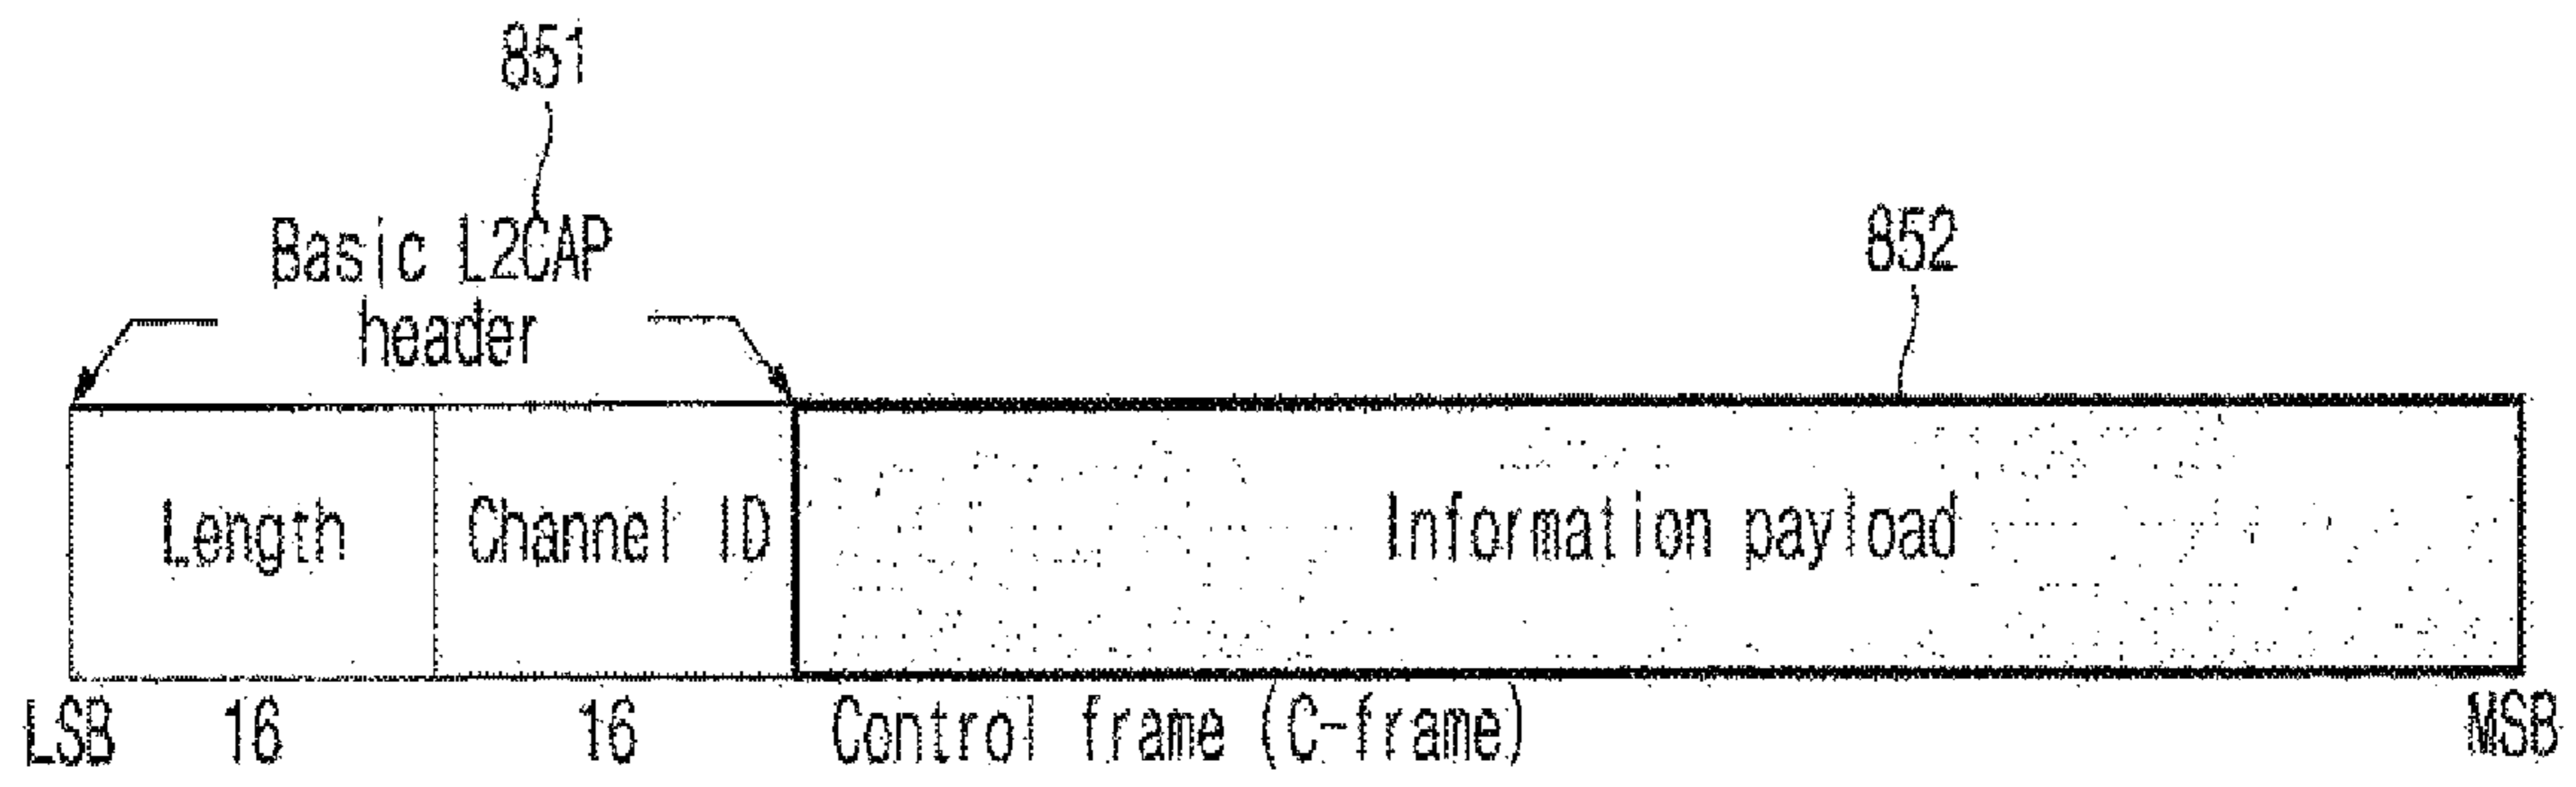 851
Basic L2CAP
header
852
Length
Channel ID
Information payload
LSB
16
16
Control frame (C-frame)
MSB